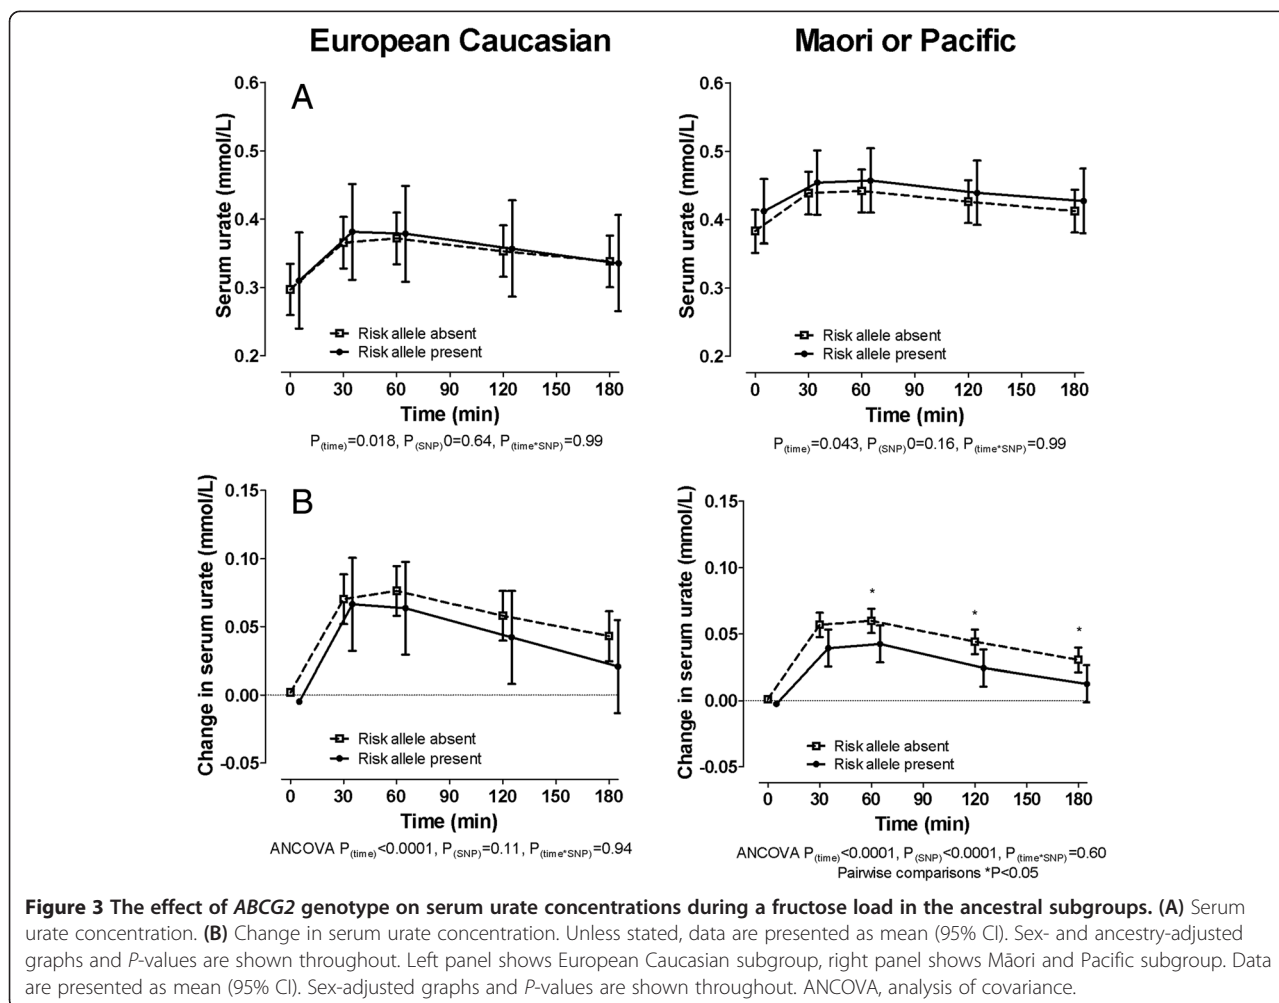 European Caucasian
Maori or Pacific
A
Serum urate (mmol/L)
0.6
0.5
0.4
0.3
0.2
Risk allele absent
Risk allele present
0 30 60 90 120 150 180
Time (min)
P(time)=0.018, P(SNP)0=0.64, P(time*SNP)=0.99
Serum urate (mmol/L)
0.6
0.5
0.4
0.3
0.2
Risk allele absent
Risk allele present
0 30 60 90 120 150 180
Time (min)
P(time)=0.043, P(SNP)0=0.16, P(time*SNP)=0.99
B
Change in serum urate (mmol/L)
0.15
0.10
0.05
0.00
-0.05
Risk allele absent
Risk allele present
0 30 60 90 120 150 180
Time (min)
ANCOVA P(time)<0.0001, P(SNP)=0.11, P(time*SNP)=0.94
Change in serum urate (mmol/L)
0.15
0.10
0.05
0.00
-0.05
* * *
Risk allele absent
Risk allele present
0 30 60 90 120 150 180
Time (min)
ANCOVA P(time)<0.0001, P(SNP)<0.0001, P(time*SNP)=0.60
Pairwise comparisons *P<0.05
Figure 3 The effect of ABCG2 genotype on serum urate concentrations during a fructose load in the ancestral subgroups. (A) Serum
urate concentration. (B) Change in serum urate concentration. Unless stated, data are presented as mean (95% CI). Sex- and ancestry-adjusted
graphs and P-values are shown throughout. Left panel shows European Caucasian subgroup, right panel shows Māori and Pacific subgroup. Data
are presented as mean (95% CI). Sex-adjusted graphs and P-values are shown throughout. ANCOVA, analysis of covariance.